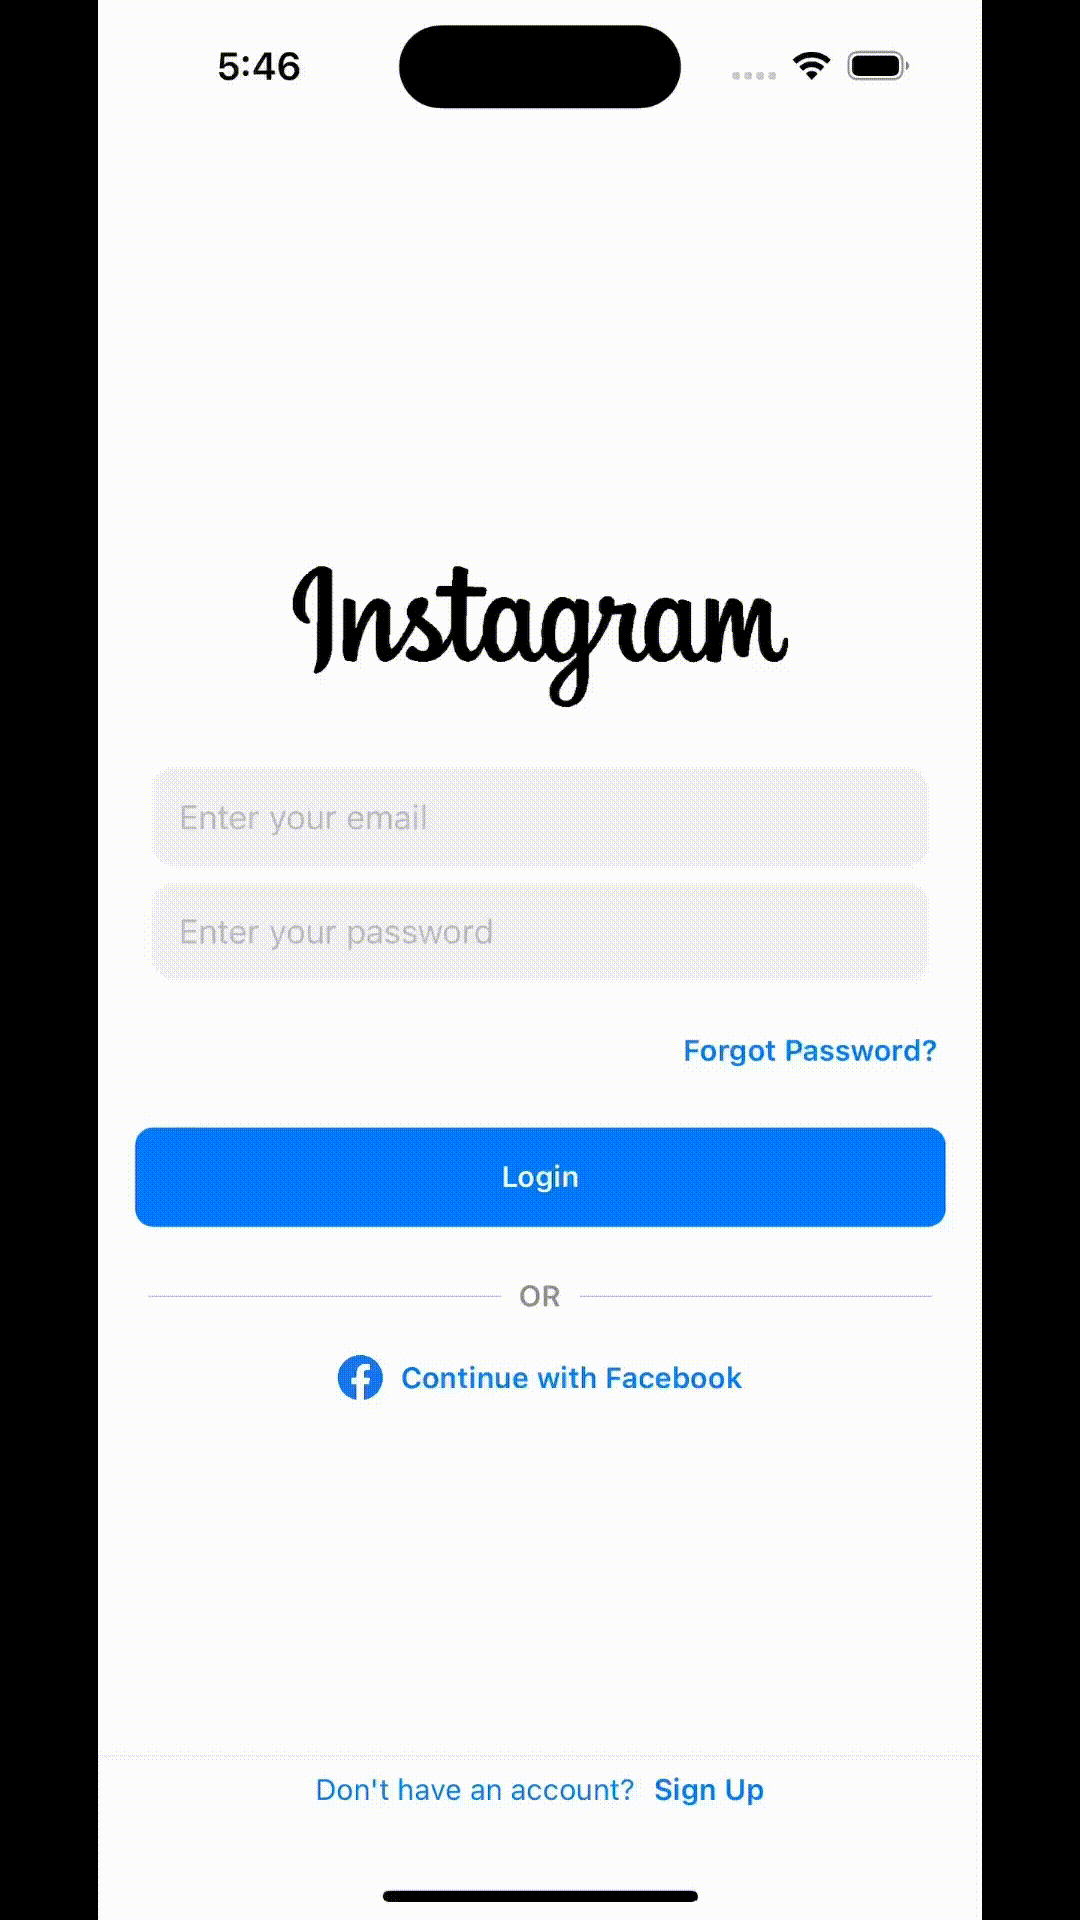 5:46
Instagram
Enter your email
Enter your password
Forgot Password?
Login
OR
Continue with Facebook
Don't have an account? Sign Up